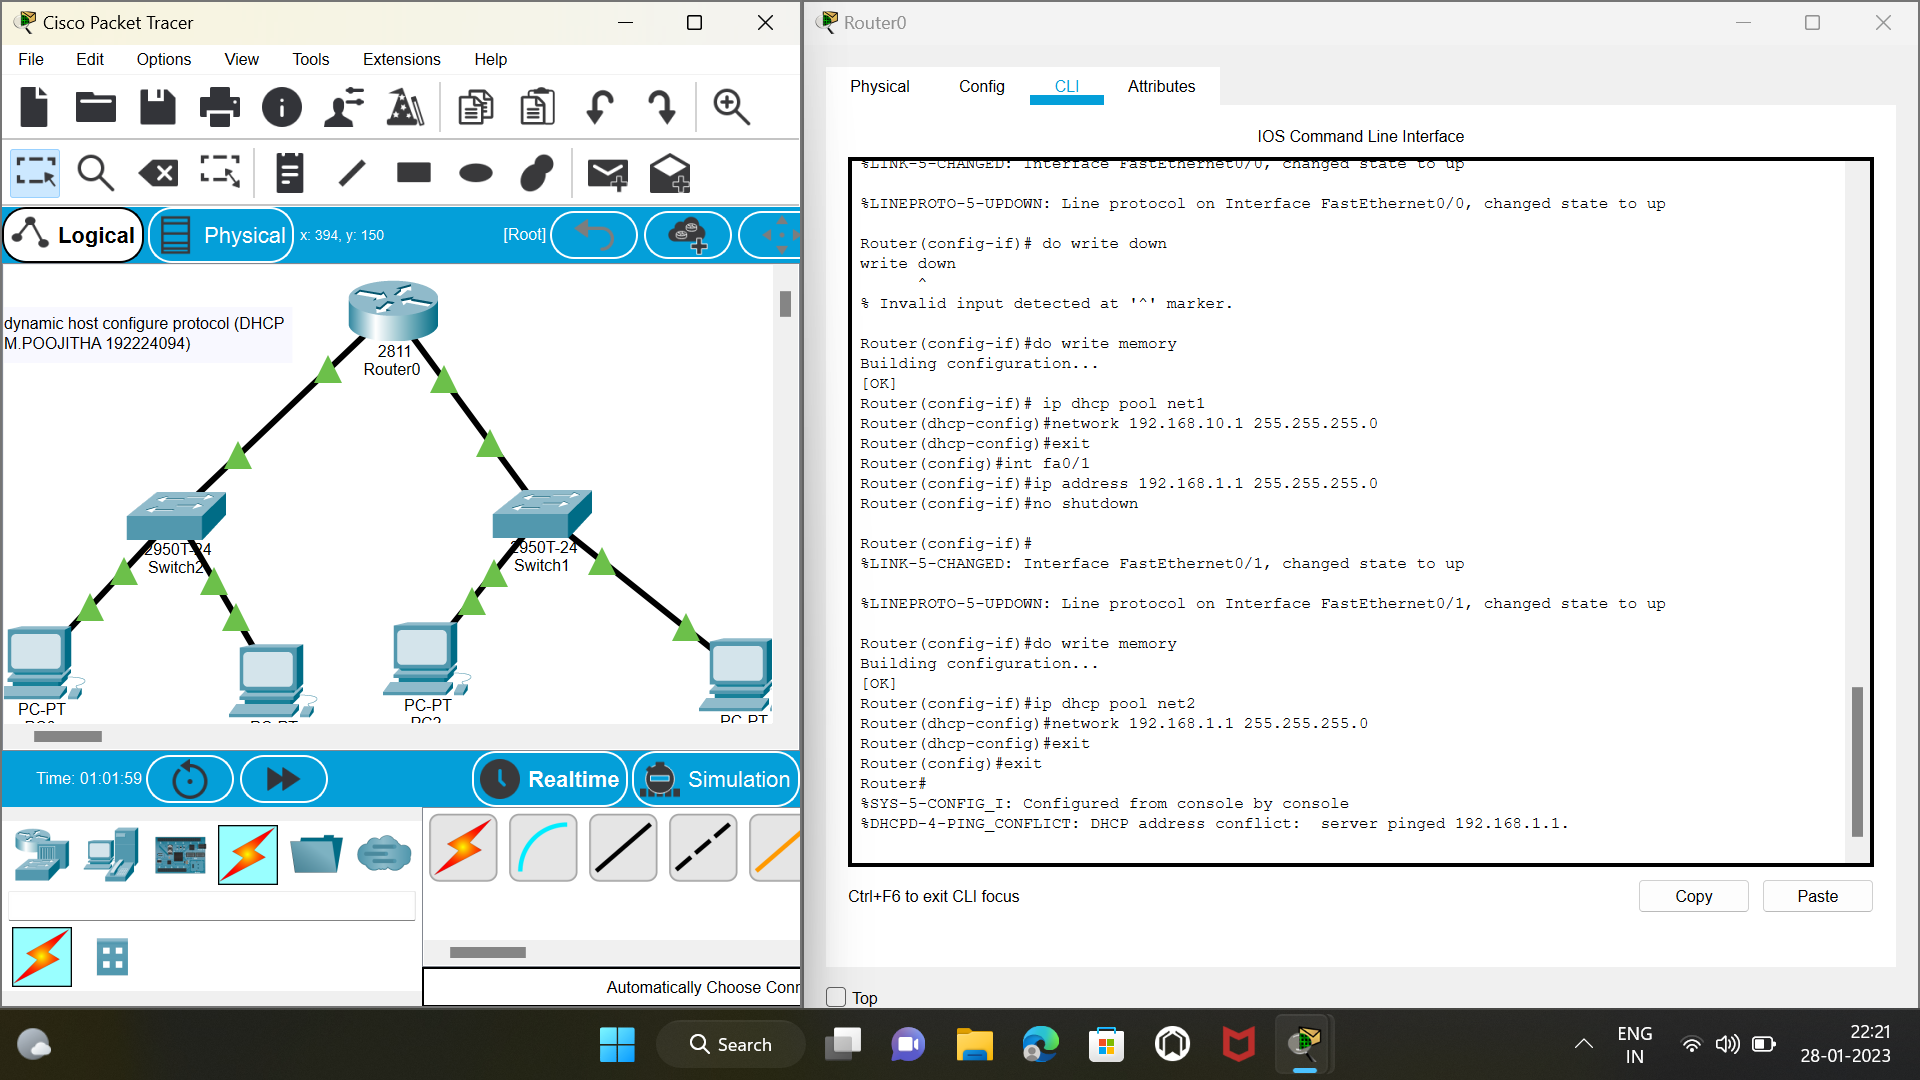 Cisco Packet Tracer
File Edit Options View Tools Extensions Help
Logical Physical x: 394, y: 150 [Root]
dynamic host configure protocol (DHCP
M.POOJITHA 192224094)
2811
Router0
2950T-24
Switch2
2950T-24
Switch1
PC-PT
PC-PT
PC2
PC-PT
Time: 01:01:59 Realtime Simulation
Automatically Choose Conn
Router0
Physical Config CLI Attributes
IOS Command Line Interface
%LINK-5-CHANGED: Interface FastEthernet0/0, changed state to up
%LINEPROTO-5-UPDOWN: Line protocol on Interface FastEthernet0/0, changed state to up
Router(config-if)# do write down
write down
^
% Invalid input detected at '^' marker.
Router(config-if)#do write memory
Building configuration...
[OK]
Router(config-if)# ip dhcp pool net1
Router(dhcp-config)#network 192.168.10.1 255.255.255.0
Router(dhcp-config)#exit
Router(config)#int fa0/1
Router(config-if)#ip address 192.168.1.1 255.255.255.0
Router(config-if)#no shutdown
Router(config-if)#
%LINK-5-CHANGED: Interface FastEthernet0/1, changed state to up
%LINEPROTO-5-UPDOWN: Line protocol on Interface FastEthernet0/1, changed state to up
Router(config-if)#do write memory
Building configuration...
[OK]
Router(config-if)#ip dhcp pool net2
Router(dhcp-config)#network 192.168.1.1 255.255.255.0
Router(dhcp-config)#exit
Router(config)#exit
Router#
%SYS-5-CONFIG_I: Configured from console by console
%DHCPD-4-PING_CONFLICT: DHCP address conflict:  server pinged 192.168.1.1.
Ctrl+F6 to exit CLI focus
Copy Paste
Top
Search
ENG
IN
22:21
28-01-2023